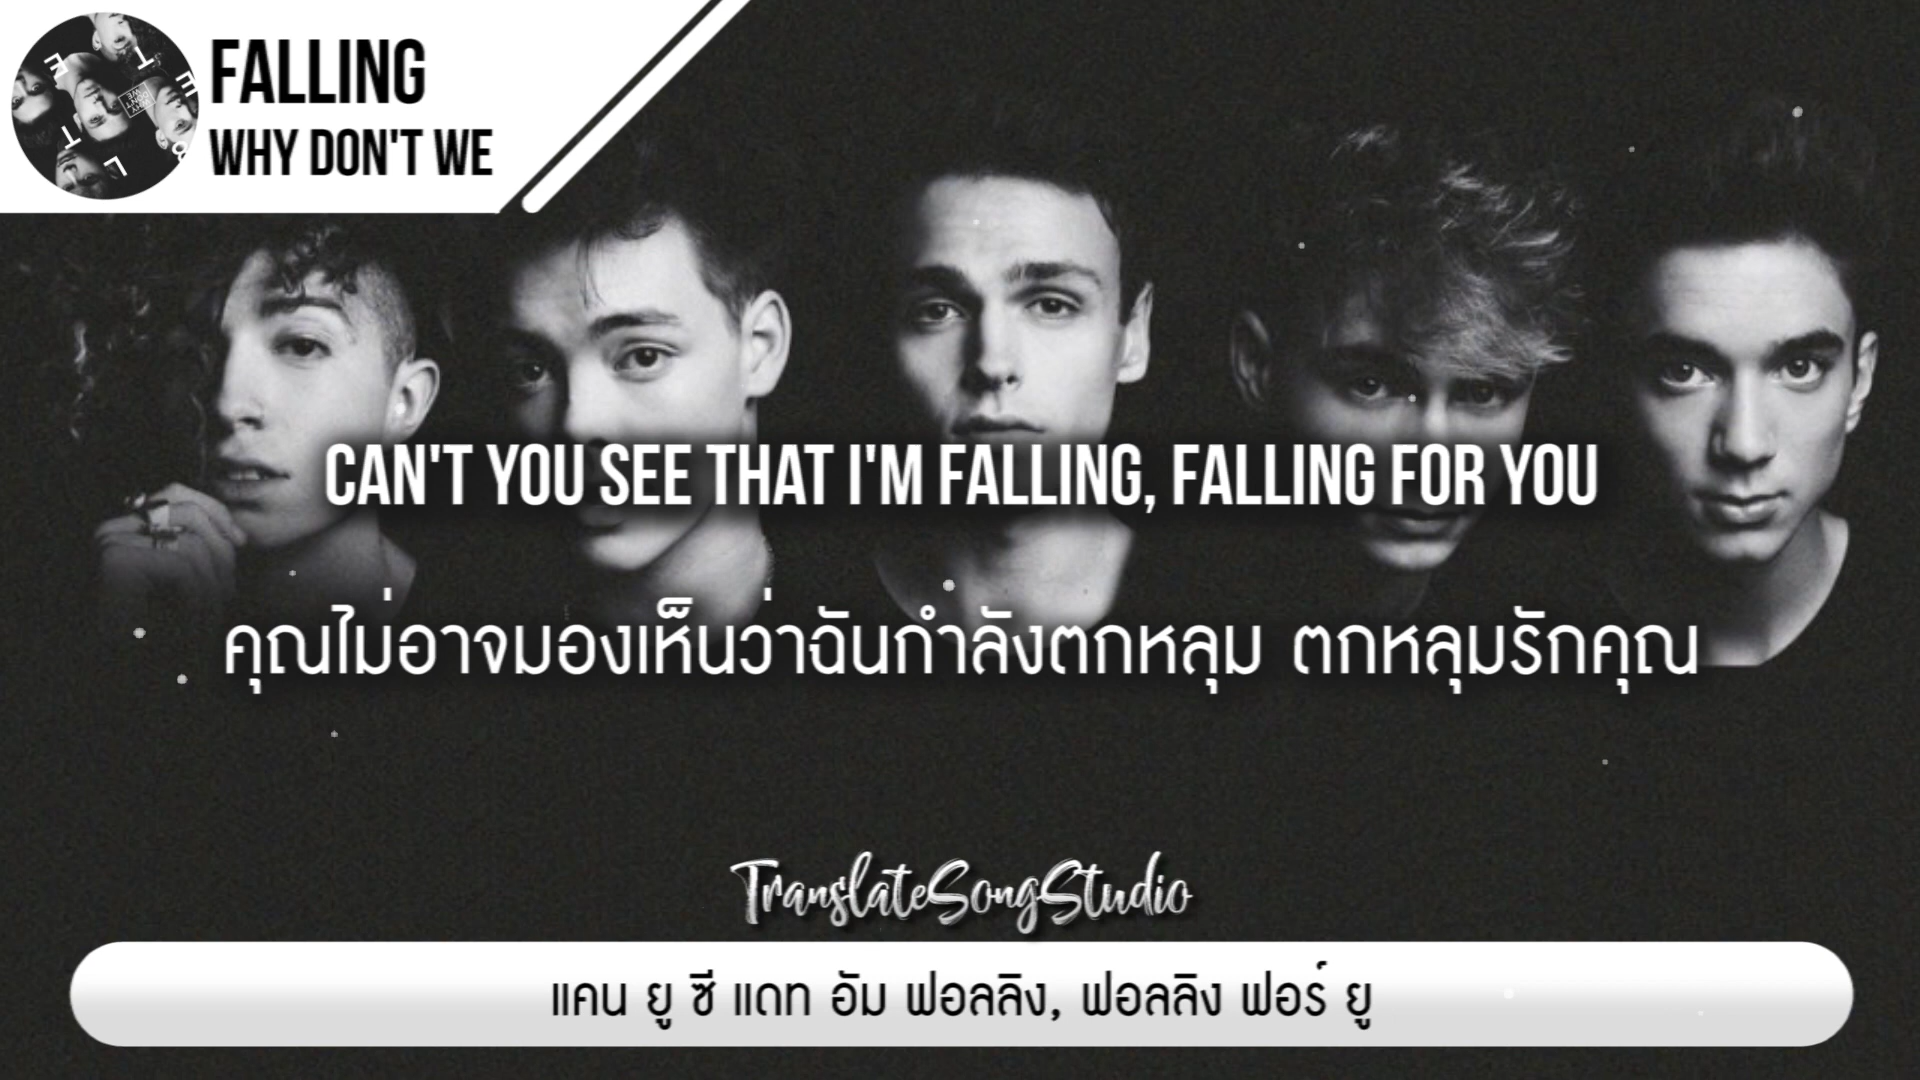 FALLING
WHY DON'T WE
CAN'T YOU SEE THAT I'M FALLING, FALLING FOR YOU
คุณไม่อาจมองเห็นว่าฉันกำลังตกหลุม ตกหลุมรักคุณ
TranslateSongStudio
แคน ยู ซี แดท อัม ฟอลลิง, ฟอลลิง ฟอร์ ยู